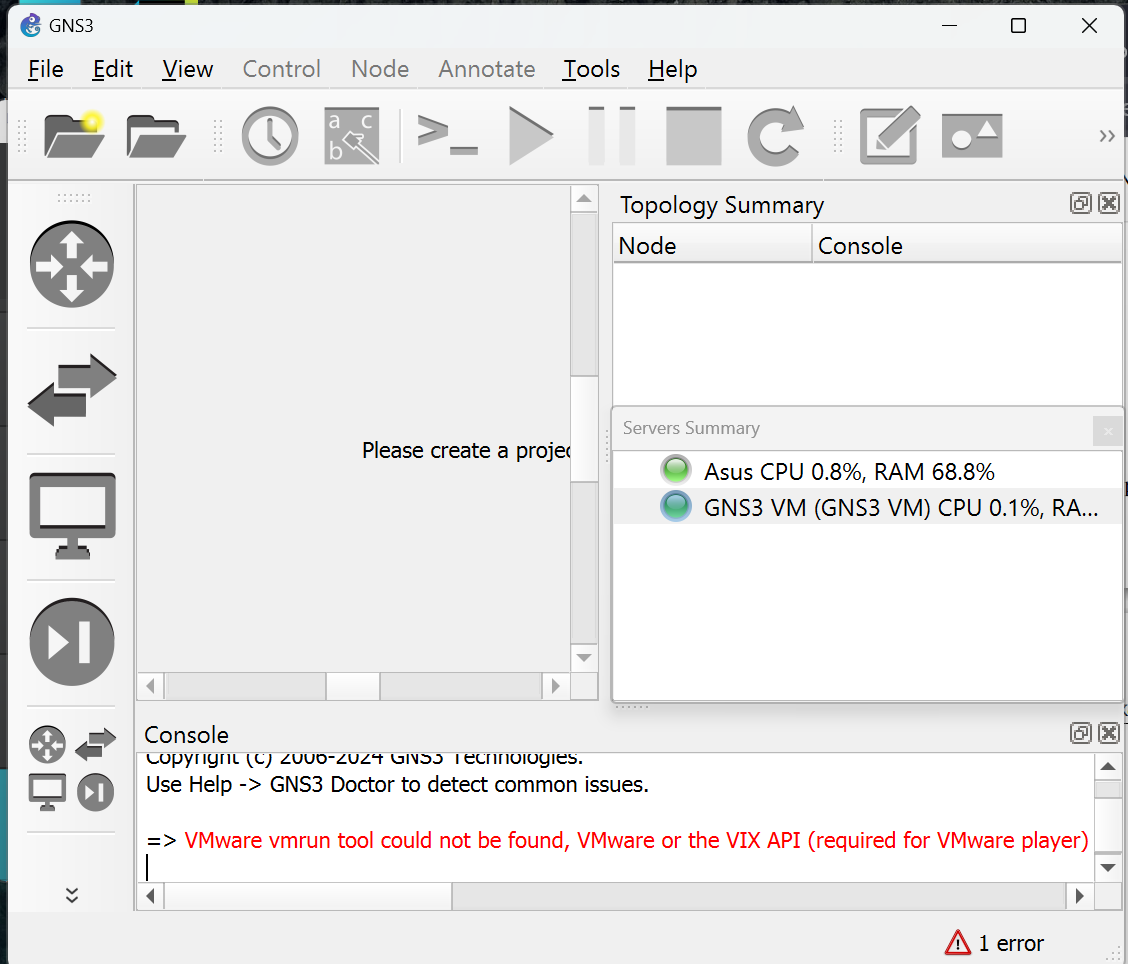 GNS3
File Edit View Control Node Annotate Tools Help
a c
b
Topology Summary
Node Console
Please create a projec
Servers Summary
Asus CPU 0.8%, RAM 68.8%
GNS3 VM (GNS3 VM) CPU 0.1%, RA...
Console
Copyright (c) 2006-2024 GNS3 Technologies.
Use Help -> GNS3 Doctor to detect common issues.
=> VMware vmrun tool could not be found, VMware or the VIX API (required for VMware player)
1 error